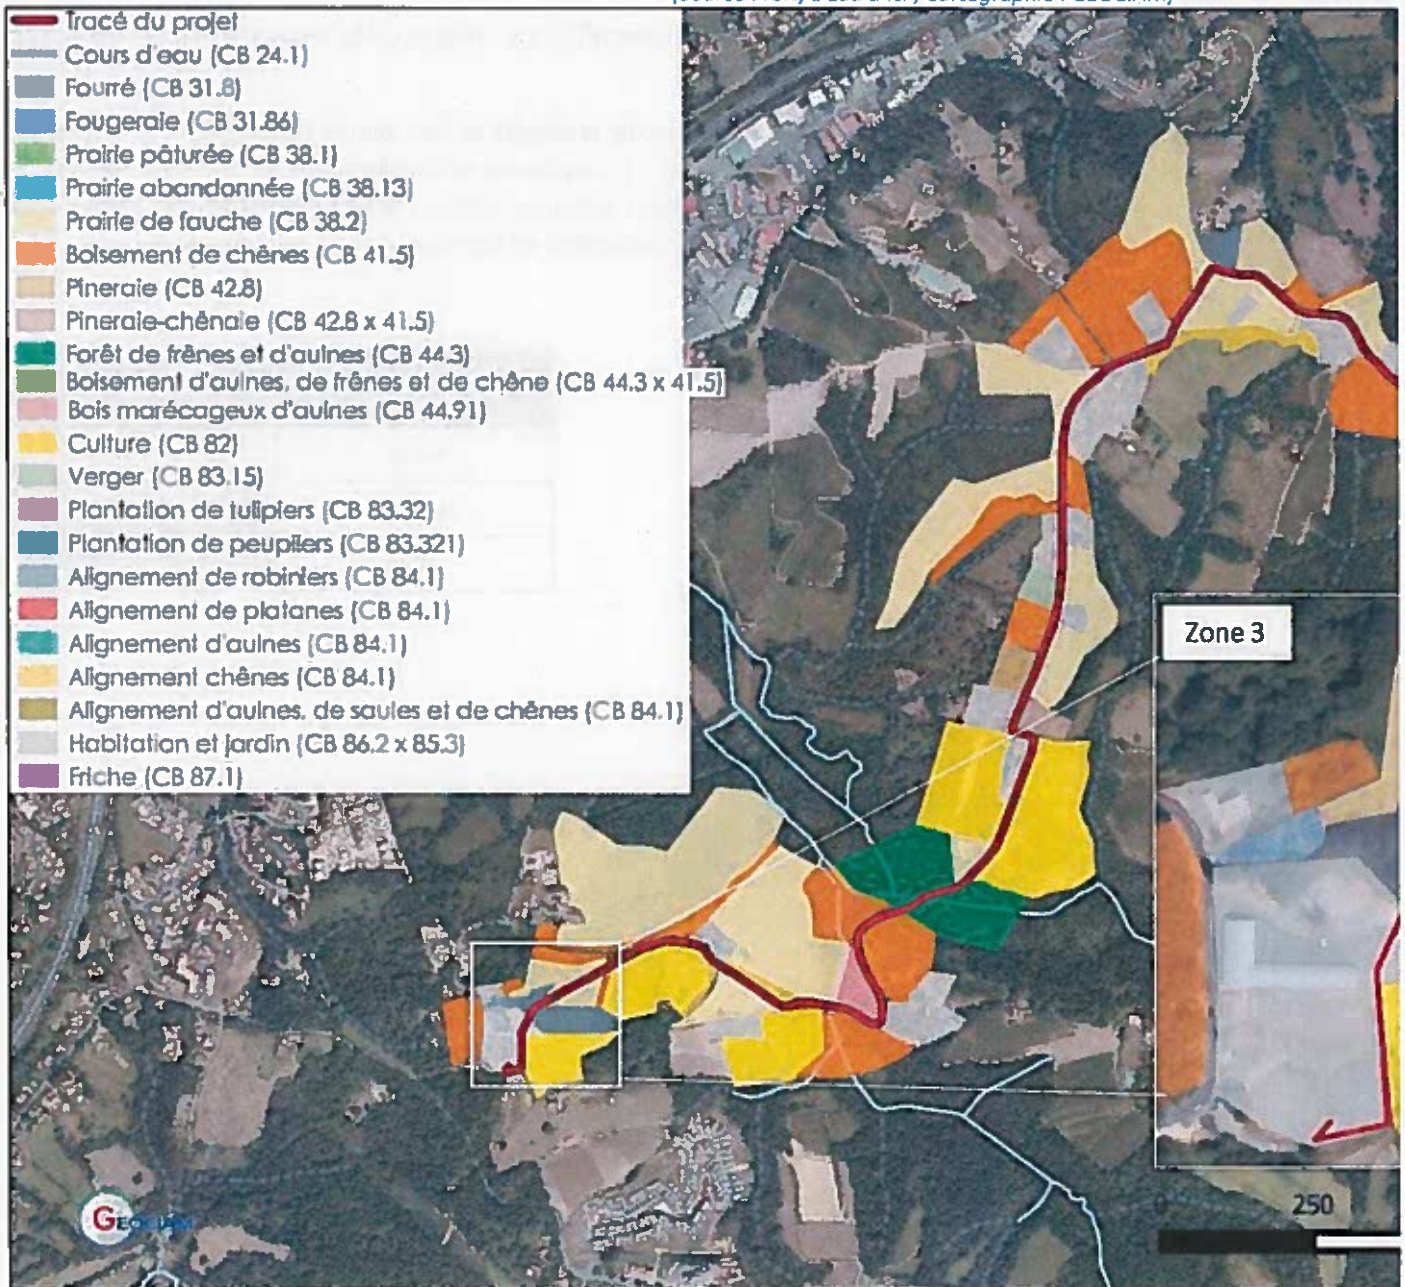 Tracé du projet
Cours d'eau (CB 24.1)
Fourré (CB 31.8)
Fougeraie (CB 31.86)
Prairie pâturée (CB 38.1)
Prairie abandonnée (CB 38.13)
Prairie de fauche (CB 38.2)
Boisement de chênes (CB 41.5)
Pineraie (CB 42.8)
Pineraie-chênaie (CB 42.8 x 41.5)
Forêt de frênes et d'aulnes (CB 44.3)
Boisement d'aulnes, de frênes et de chêne (CB 44.3 x 41.5)
Bois marécageux d'aulnes (CB 44.91)
Culture (CB 82)
Verger (CB 83.15)
Plantation de tulipiers (CB 83.32)
Plantation de peupliers (CB 83.321)
Alignement de robiniers (CB 84.1)
Alignement de platanes (CB 84.1)
Alignement d'aulnes (CB 84.1)
Alignement chênes (CB 84.1)
Alignement d'aulnes, de saules et de chênes (CB 84.1)
Habitation et jardin (CB 86.2 x 85.3)
Friche (CB 87.1)
Zone 3
GEOCIAM
0 250